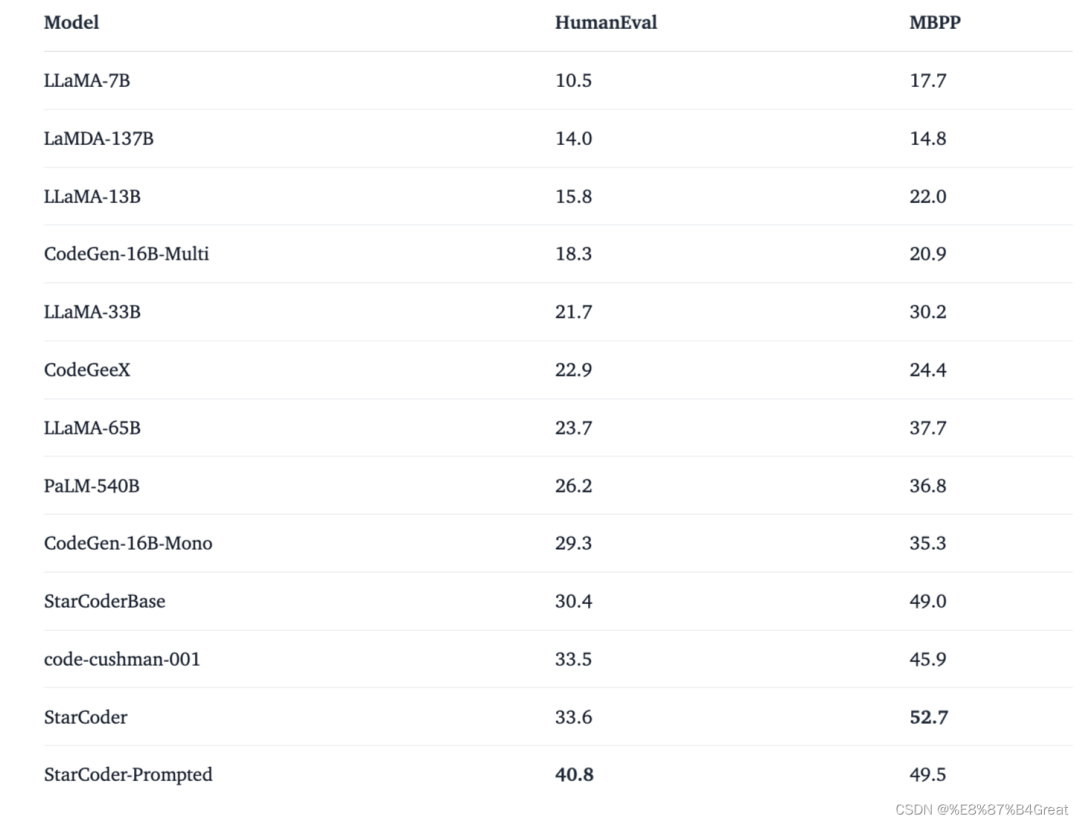 Model HumanEval MBPP
LLaMA-7B 10.5 17.7
LaMDA-137B 14.0 14.8
LLaMA-13B 15.8 22.0
CodeGen-16B-Multi 18.3 20.9
LLaMA-33B 21.7 30.2
CodeGeeX 22.9 24.4
LLaMA-65B 23.7 37.7
PaLM-540B 26.2 36.8
CodeGen-16B-Mono 29.3 35.3
StarCoderBase 30.4 49.0
code-cushman-001 33.5 45.9
StarCoder 33.6 52.7
StarCoder-Prompted 40.8 49.5
CSDN @%E8%87%B4Great